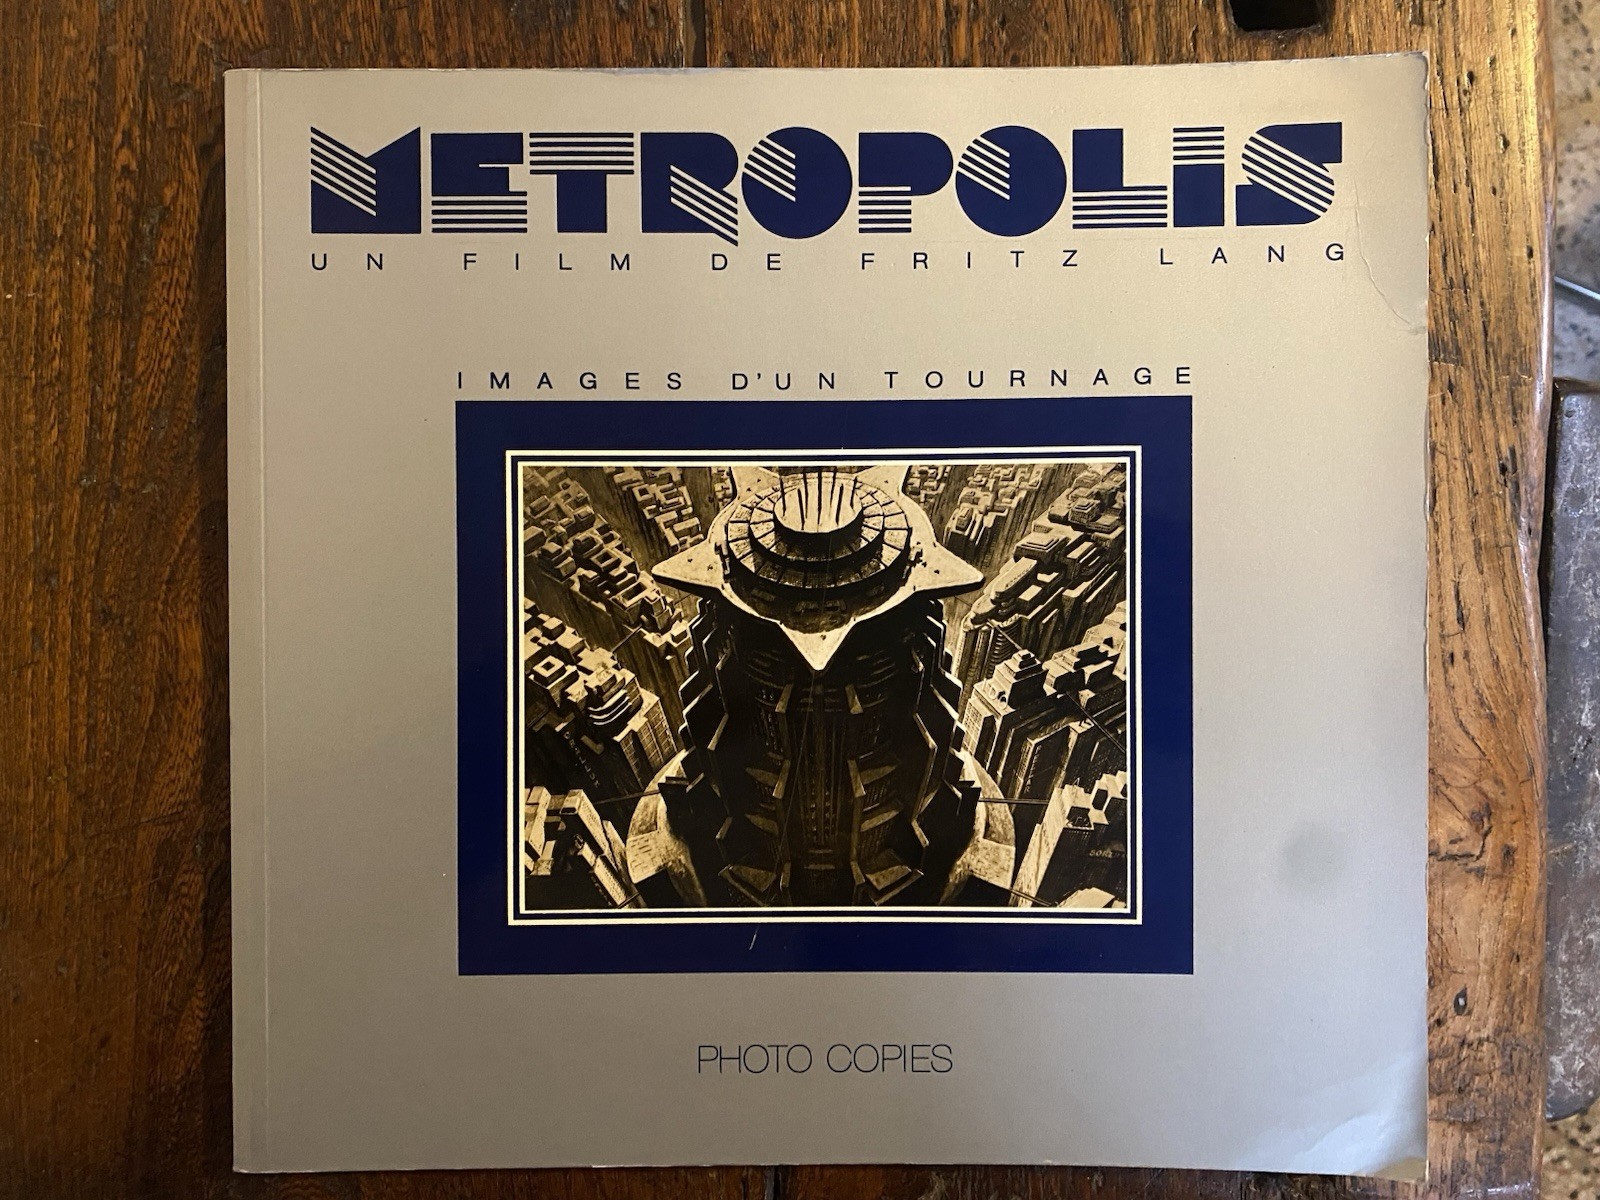 METROPOLiS
UN FILM DE FRITZ LANG
IMAGES D'UN TOURNAGE
PHOTO COPIES